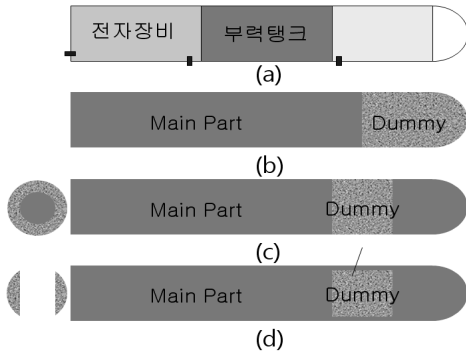 전자장비 부력탱크
(a)
Main Part Dummy
(b)
Main Part Dummy
(c)
Main Part Dummy
(d)